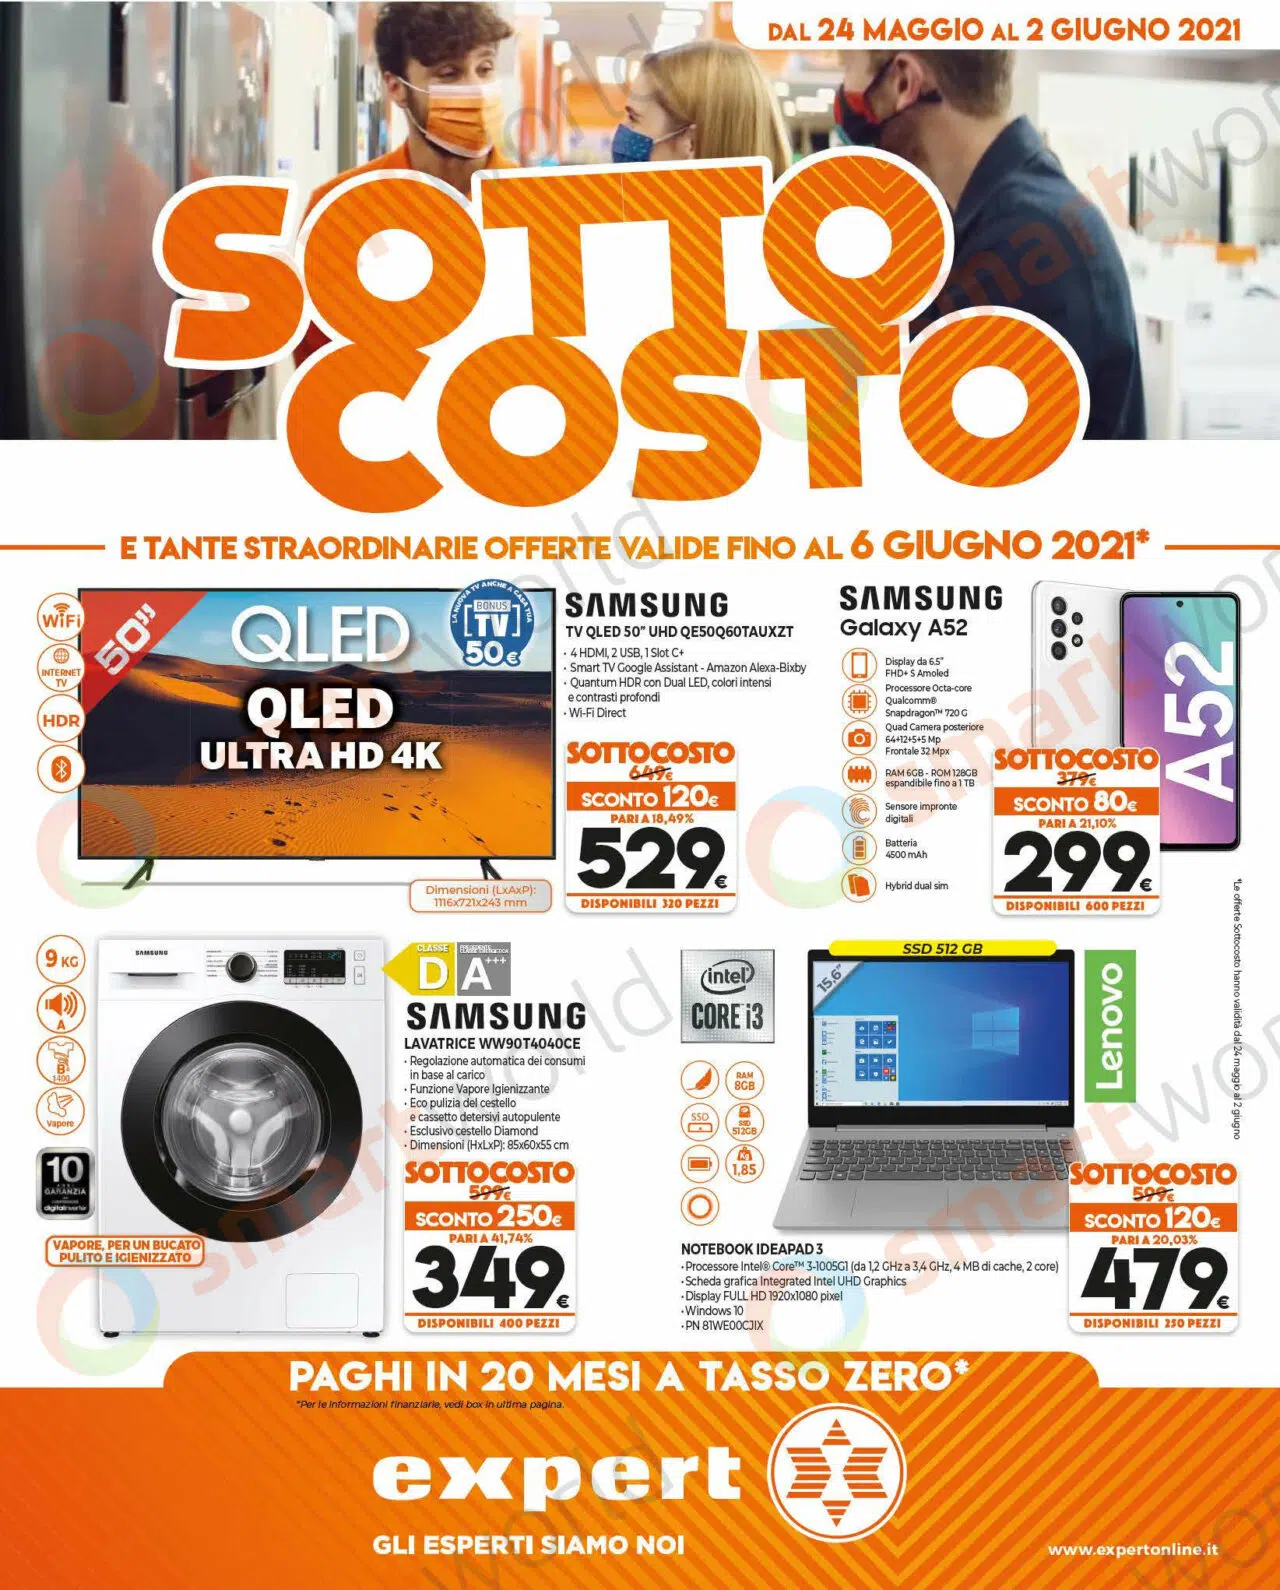 DAL 24 MAGGIO AL 2 GIUGNO 2021
SOTTO
COSTO
E TANTE STRAORDINARIE OFFERTE VALIDE FINO AL 6 GIUGNO 2021*
WiFi
INTERNET
TV
HDR
50"
QLED
QLED
ULTRA HD 4K
LA NUOVA TV ANCHE A CASA TUA
BONUS
TV
50,€
Dimensioni (LxAxP):
1116x721x243 mm
SAMSUNG
TV QLED 50" UHD QE50Q60TAUXZT
· 4 HDMI, 2 USB, 1 Slot C+
· Smart TV Google Assistant - Amazon Alexa-Bixby
· Quantum HDR con Dual LED, colori intensi
e contrasti profondi
· Wi-Fi Direct
SOTTOCOSTO
649€
SCONTO 120€
PARI A 18,49%
529€
DISPONIBILI 320 PEZZI
SAMSUNG
Galaxy A52
Display da 6.5"
FHD+ S Amoled
Processore Octa-core
Qualcomm®
Snapdragon™ 720 G
Quad Camera posteriore
64+12+5+5 Mp
Frontale 32 Mpx
RAM 6GB - ROM 128GB
espandibile fino a 1 TB
Sensore impronte
digitali
Batteria
4500 mAh
Hybrid dual sim
A52
SOTTOCOSTO
379€
SCONTO 80€
PARI A 21,10%
299€
DISPONIBILI 600 PEZZI
*Le offerte Sottocosto hanno validità dal 24 maggio al 2 giugno
9 KG
A
B
1400
Vapore
10
ANNI
GARANZIA
digitalinverter
VAPORE, PER UN BUCATO
PULITO E IGIENIZZATO
SAMSUNG
CLASSE
D
PRECEDENTE
CLASSE ENERGETICA
A+++
SAMSUNG
LAVATRICE WW90T4040CE
· Regolazione automatica dei consumi
in base al carico
· Funzione Vapore Igienizzante
· Eco pulizia del cestello
e cassetto detersivi autopulente
· Esclusivo cestello Diamond
· Dimensioni (HxLxP): 85x60x55 cm
SOTTOCOSTO
599€
SCONTO 250€
PARI A 41,74%
349€
DISPONIBILI 400 PEZZI
intel
CORE i3
RAM
8GB
SSD
SSD
512GB
Kg
1,85
SSD 512 GB
15,6"
Lenovo
NOTEBOOK IDEAPAD 3
· Processore Intel® Core™ 3-1005G1 (da 1,2 GHz a 3,4 GHz, 4 MB di cache, 2 core)
· Scheda grafica Integrated Intel UHD Graphics
· Display FULL HD 1920x1080 pixel
· Windows 10
· PN 81WE00CJIX
SOTTOCOSTO
599€
SCONTO 120€
PARI A 20,03%
479€
DISPONIBILI 250 PEZZI
PAGHI IN 20 MESI A TASSO ZERO*
*Per le informazioni finanziarie, vedi box in ultima pagina.
expert
GLI ESPERTI SIAMO NOI
www.expertonline.it
smartworld